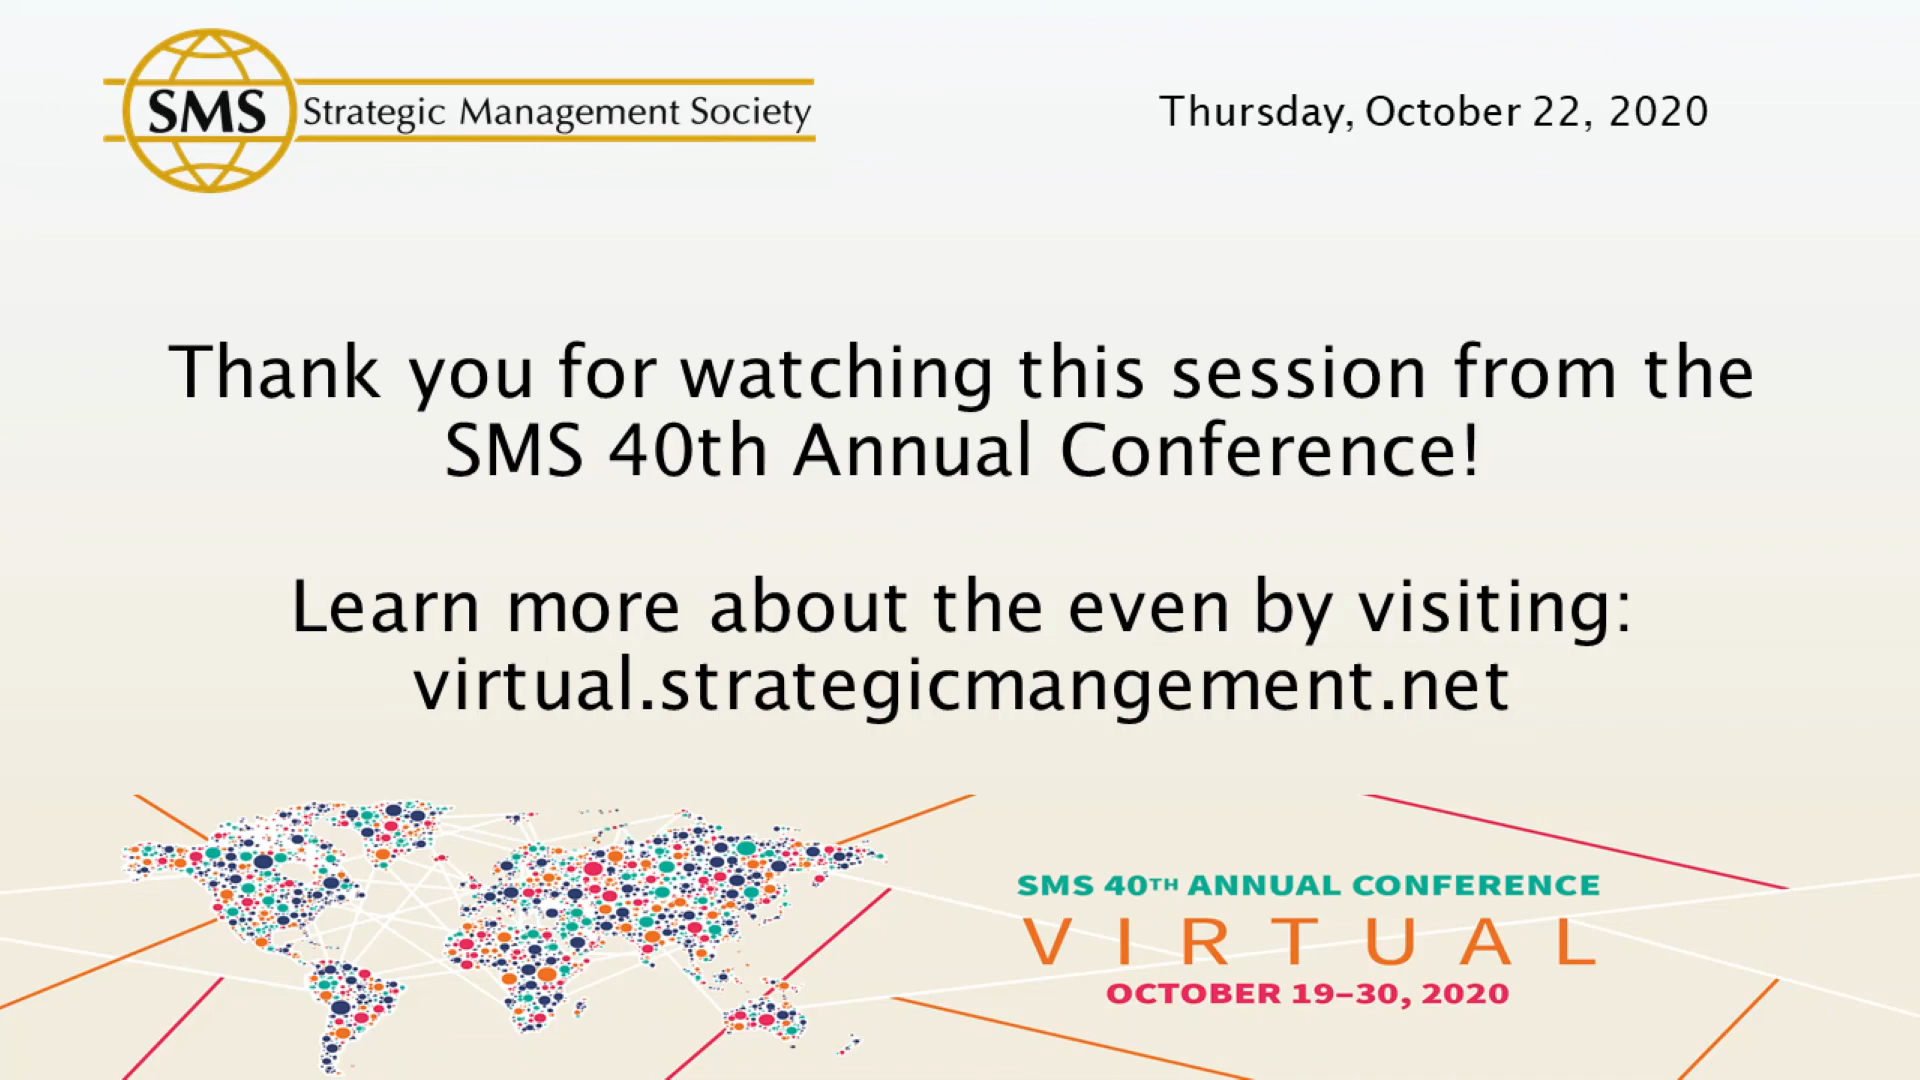 SMS Strategic Management Society
Thursday, October 22, 2020
Thank you for watching this session from the
SMS 40th Annual Conference!
Learn more about the even by visiting:
virtual.strategicmangement.net
SMS 40TH ANNUAL CONFERENCE
VIRTUAL
OCTOBER 19–30, 2020